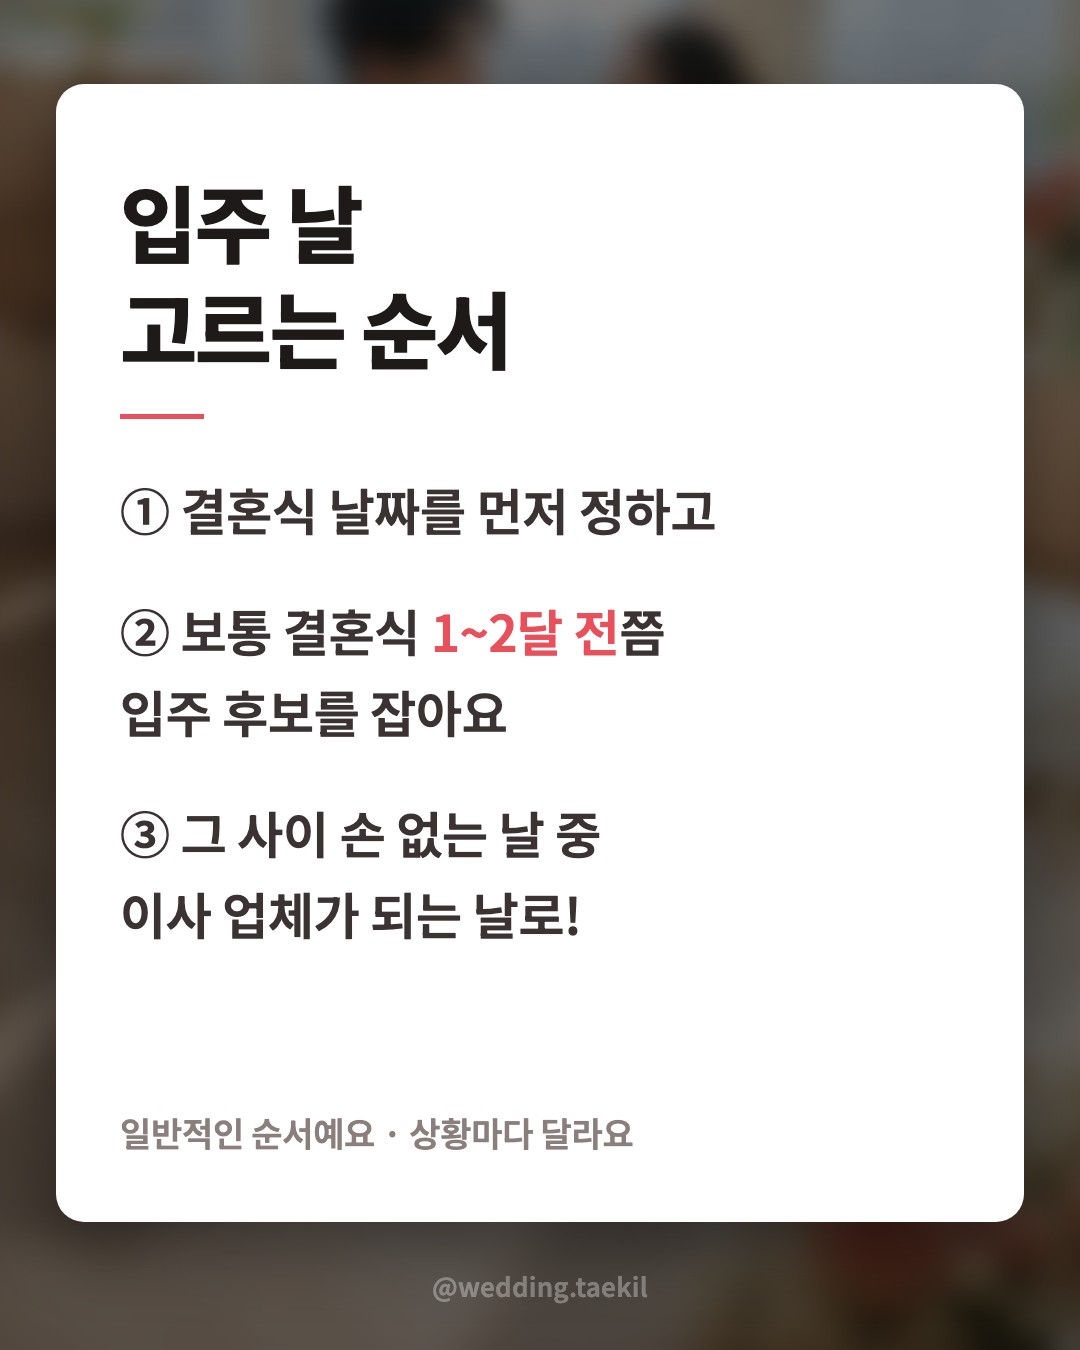 입주 날
고르는 순서
① 결혼식 날짜를 먼저 정하고
② 보통 결혼식 1~2달 전쯤
입주 후보를 잡아요
③ 그 사이 손 없는 날 중
이사 업체가 되는 날로!
일반적인 순서예요 · 상황마다 달라요
@wedding.taekil